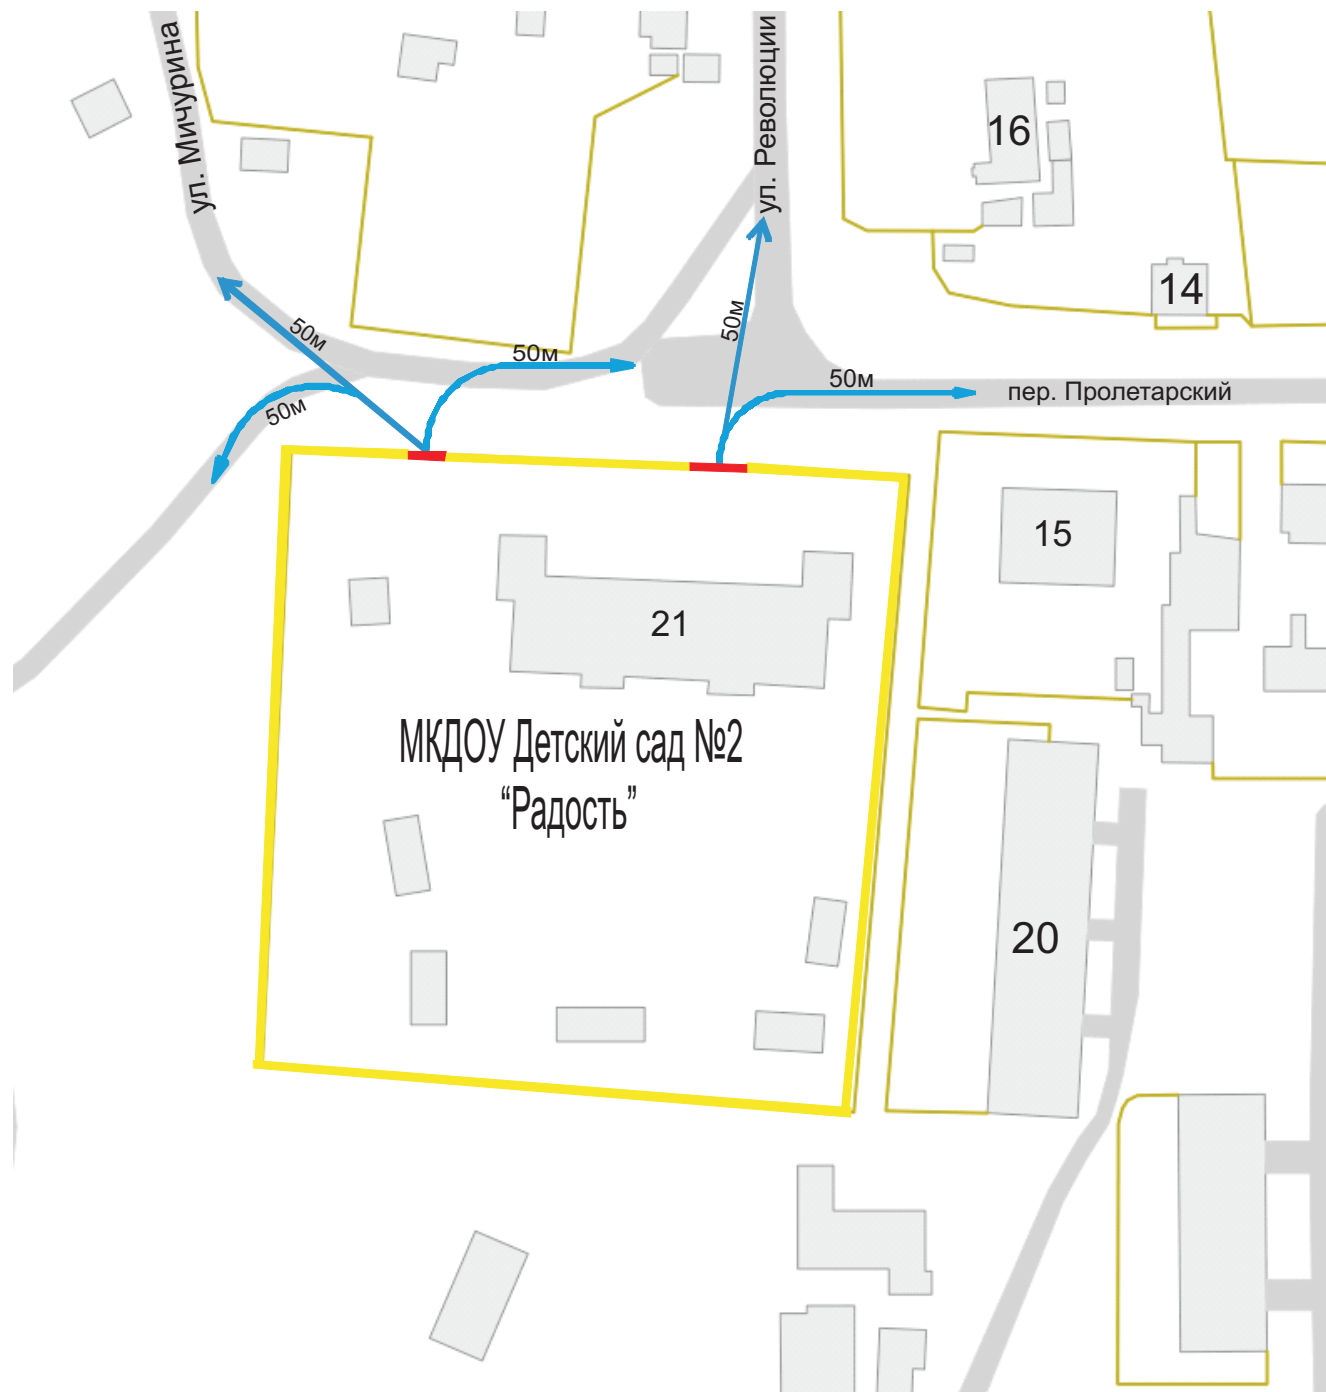 ул. Мичурина
ул. Революции
16
14
50м
50м
50м
50м
50м
пер. Пролетарский
15
21
МКДОУ Детский сад №2
“Радость”
20